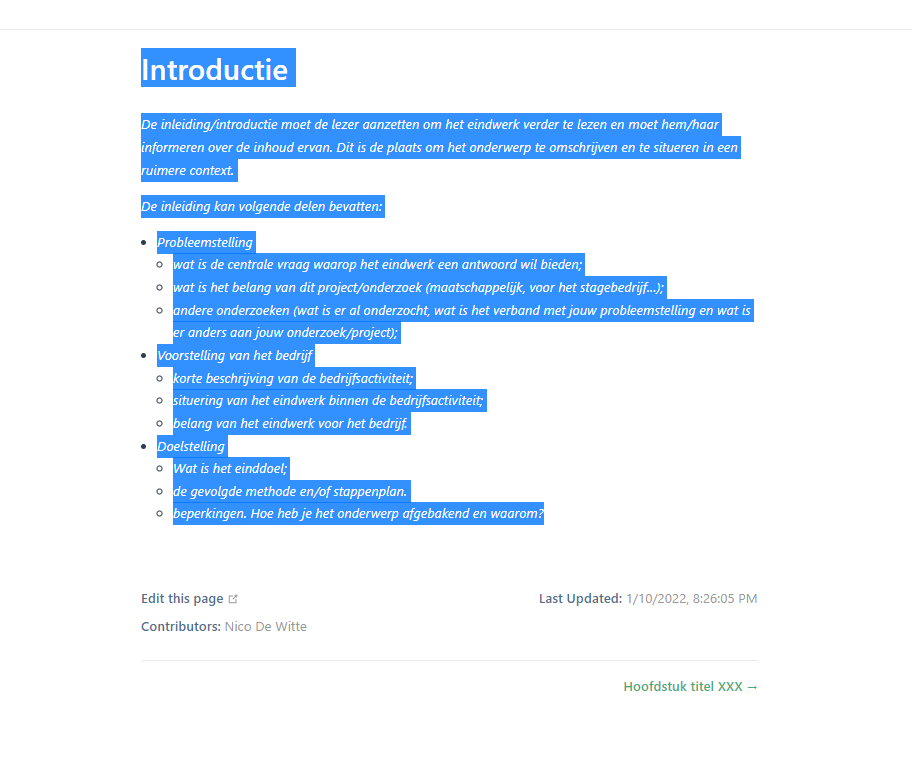 Introductie
De inleiding/introductie moet de lezer aanzetten om het eindwerk verder te lezen en moet hem/haar
informeren over de inhoud ervan. Dit is de plaats om het onderwerp te omschrijven en te situeren in een
ruimere context.
De inleiding kan volgende delen bevatten:
Probleemstelling
wat is de centrale vraag waarop het eindwerk een antwoord wil bieden;
wat is het belang van dit project/onderzoek (maatschappelijk, voor het stagebedrijf...);
andere onderzoeken (wat is er al onderzocht, wat is het verband met jouw probleemstelling en wat is
er anders aan jouw onderzoek/project);
Voorstelling van het bedrijf
korte beschrijving van de bedrijfsactiviteit;
situering van het eindwerk binnen de bedrijfsactiviteit;
belang van het eindwerk voor het bedrijf.
Doelstelling
Wat is het einddoel;
de gevolgde methode en/of stappenplan.
beperkingen. Hoe heb je het onderwerp afgebakend en waarom?
Edit this page Last Updated: 1/10/2022, 8:26:05 PM
Contributors: Nico De Witte
Hoofdstuk titel XXX →